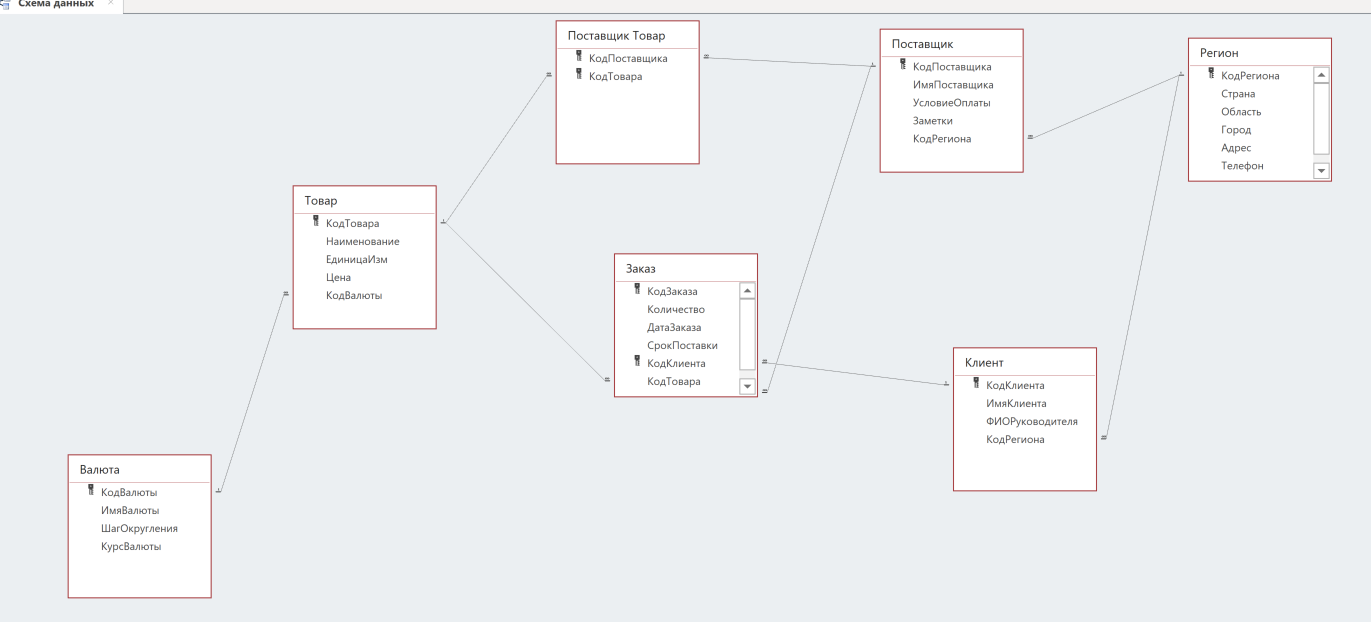 Схема данных
Поставщик Товар
КодПоставщика
КодТовара
Поставщик
КодПоставщика
ИмяПоставщика
УсловиеОплаты
Заметки
КодРегиона
Регион
КодРегиона
Страна
Область
Город
Адрес
Телефон
Товар
КодТовара
Наименование
ЕдиницаИзм
Цена
КодВалюты
Заказ
КодЗаказа
Количество
ДатаЗаказа
СрокПоставки
КодКлиента
КодТовара
Клиент
КодКлиента
ИмяКлиента
ФИОРуководителя
КодРегиона
Валюта
КодВалюты
ИмяВалюты
ШагОкругления
КурсВалюты